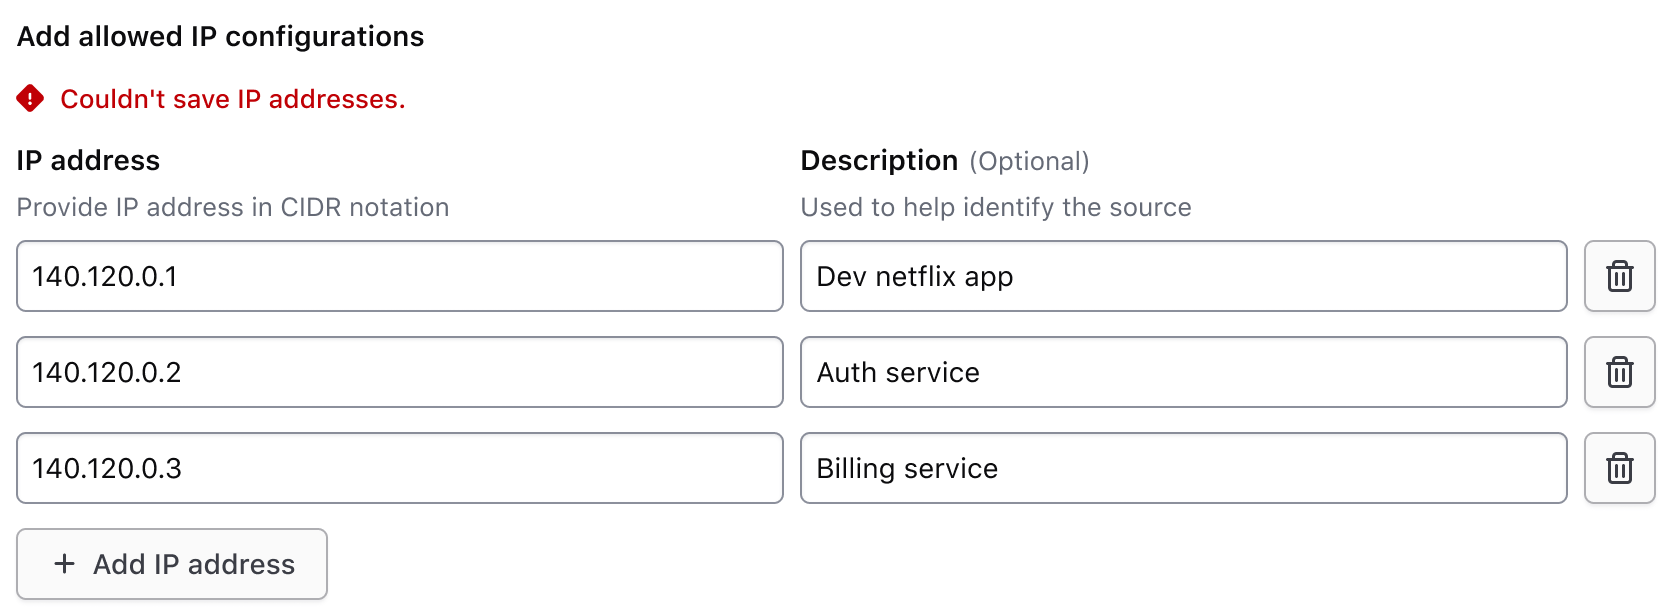 Add allowed IP configurations
Couldn't save IP addresses.
IP address
Description (Optional)
Provide IP address in CIDR notation
Used to help identify the source
140.120.0.1
Dev netflix app
140.120.0.2
Auth service
140.120.0.3
Billing service
+ Add IP address